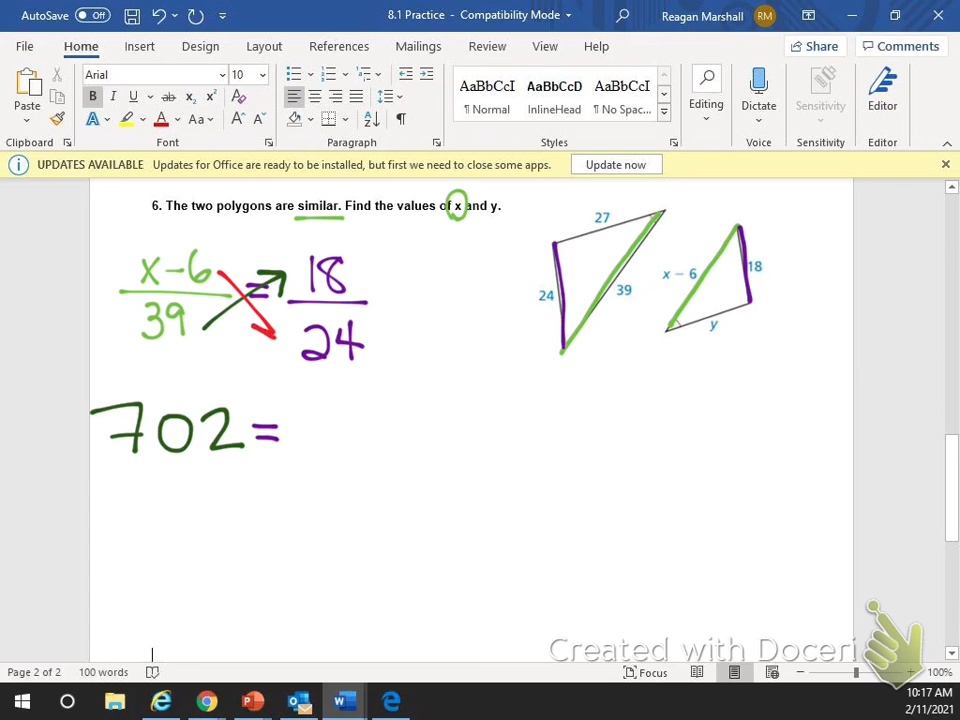 AutoSave Off 8.1 Practice - Compatibility Mode Reagan Marshall RM
File Home Insert Design Layout References Mailings Review View Help Share Comments
Arial 10 AaBbCcI AaBbCcI AaBbCcI
Paste B I U ab x₂ x² A A Aa A A Normal InlineHead No Spac... Editing Dictate Sensitivity Editor
Clipboard Font Paragraph Styles Voice Sensitivity Editor
UPDATES AVAILABLE Updates for Office are ready to be installed, but first we need to close some apps. Update now
6. The two polygons are similar. Find the values of x and y.
27
24
39
x – 6
18
y
x-6 = 18
39 24
702 =
Created with Doceri
Page 2 of 2 100 words Focus 100%
10:17 AM
2/11/2021